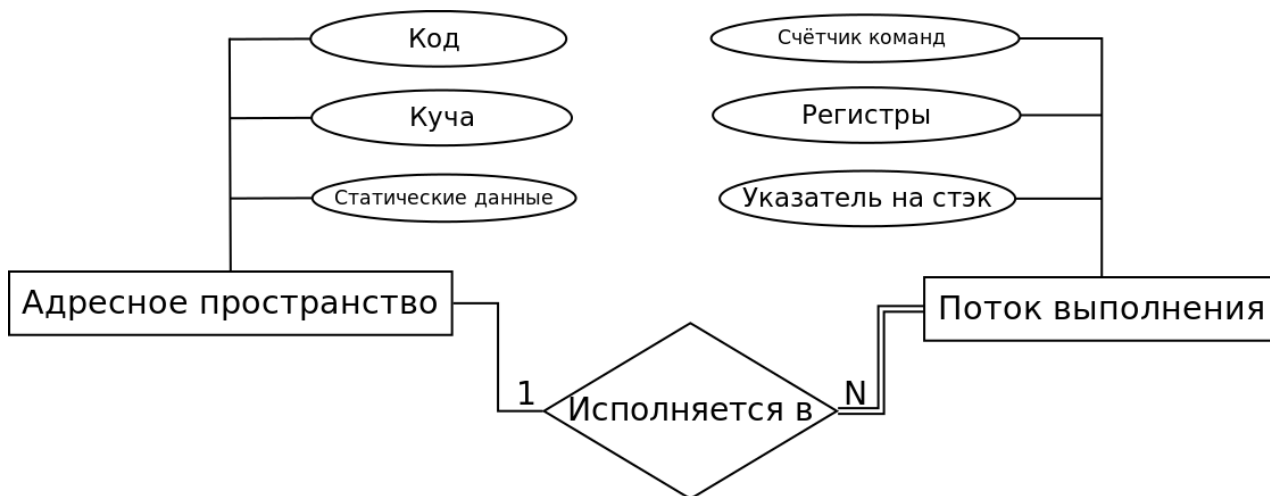 Код
Счётчик команд
Куча
Регистры
Статические данные
Указатель на стэк
Адресное пространство
Поток выполнения
1
N
Исполняется в